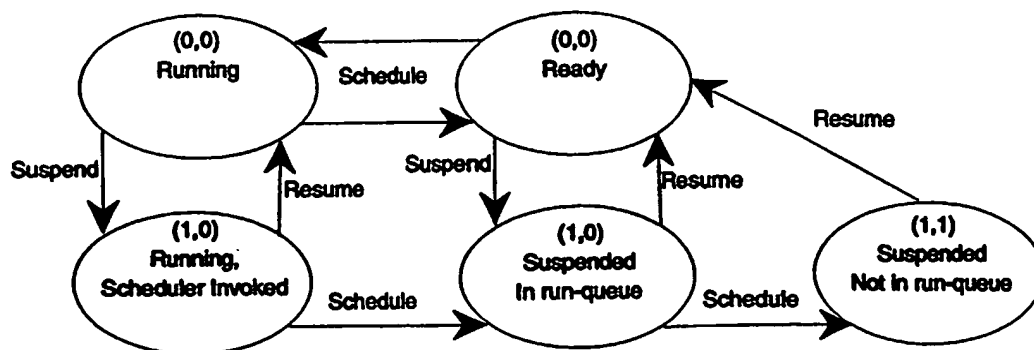 (0,0)
Running
Schedule
(0,0)
Ready
Suspend
Resume
Suspend
Resume
Resume
(1,0)
Running,
Scheduler Invoked
Schedule
(1,0)
Suspended
In run-queue
Schedule
(1,1)
Suspended
Not in run-queue